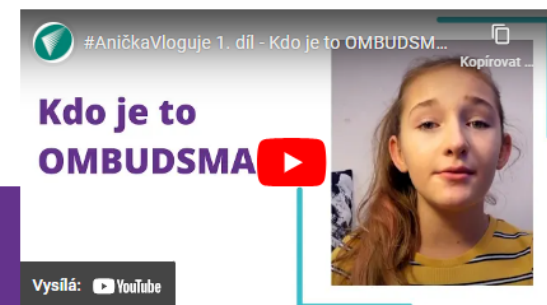 #AničkaVloguje 1. díl - Kdo je to OMBUDSM...
Kopírovat ...
Kdo je to
OMBUDSMA
Vysílá: YouTube